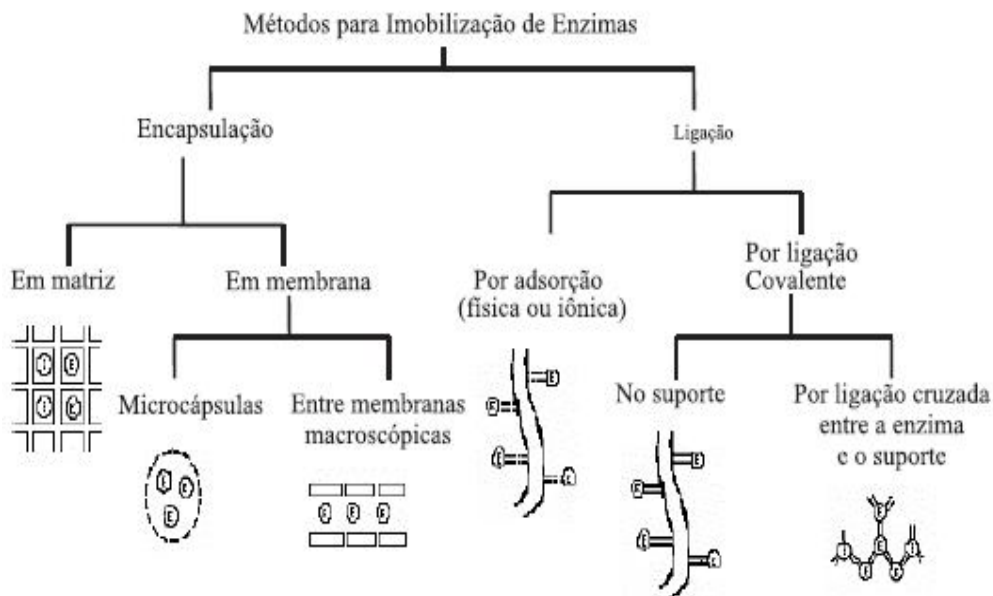 Métodos para Imobilização de Enzimas
Encapsulação
Ligação
Em matriz
Em membrana
Por adsorção
(física ou iônica)
Por ligação
Covalente
Microcápsulas
Entre membranas
macroscópicas
No suporte
Por ligação cruzada
entre a enzima
e o suporte